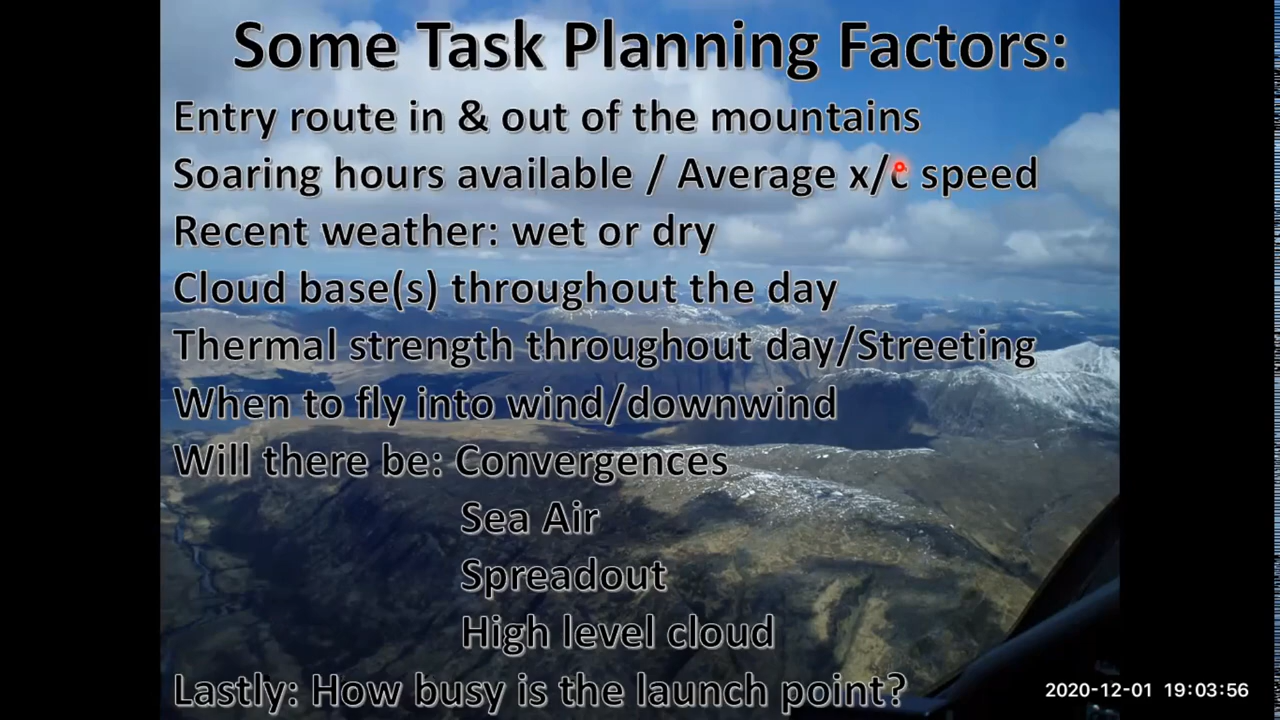 Some Task Planning Factors:
Entry route in & out of the mountains
Soaring hours available / Average x/c speed
Recent weather: wet or dry
Cloud base(s) throughout the day
Thermal strength throughout day/Streeting
When to fly into wind/downwind
Will there be: Convergences
Sea Air
Spreadout
High level cloud
Lastly: How busy is the launch point?
2020-12-01 19:03:56